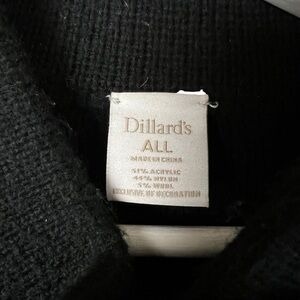 Dillard's
ALL
MADE IN CHINA
51% ACRYLIC
44% NYLON
5% WOOL
EXCLUSIVE OF DECORATION